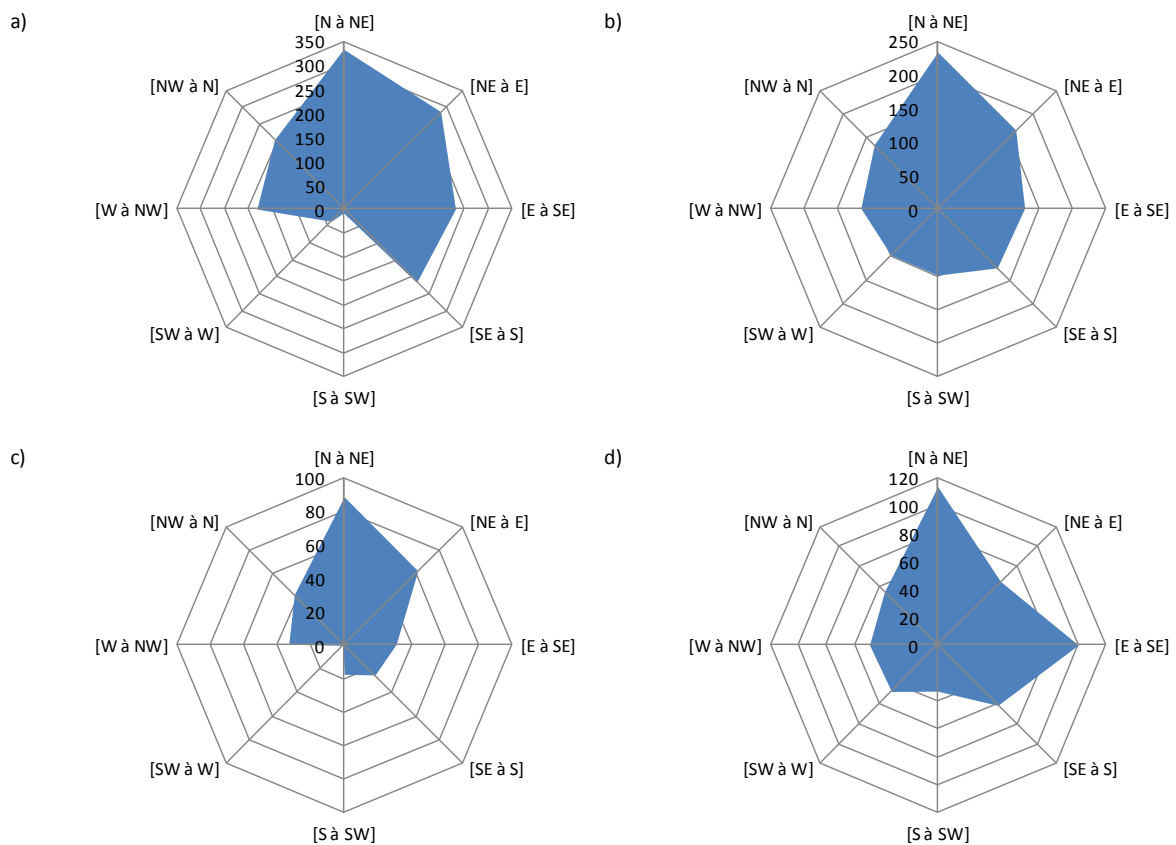 a)
[N à NE]
[NE à E]
[E à SE]
[SE à S]
[S à SW]
[SW à W]
[W à NW]
[NW à N]
350
300
250
200
150
100
50
0
b)
[N à NE]
[NE à E]
[E à SE]
[SE à S]
[S à SW]
[SW à W]
[W à NW]
[NW à N]
250
200
150
100
50
0
c)
[N à NE]
[NE à E]
[E à SE]
[SE à S]
[S à SW]
[SW à W]
[W à NW]
[NW à N]
100
80
60
40
20
0
d)
[N à NE]
[NE à E]
[E à SE]
[SE à S]
[S à SW]
[SW à W]
[W à NW]
[NW à N]
120
100
80
60
40
20
0